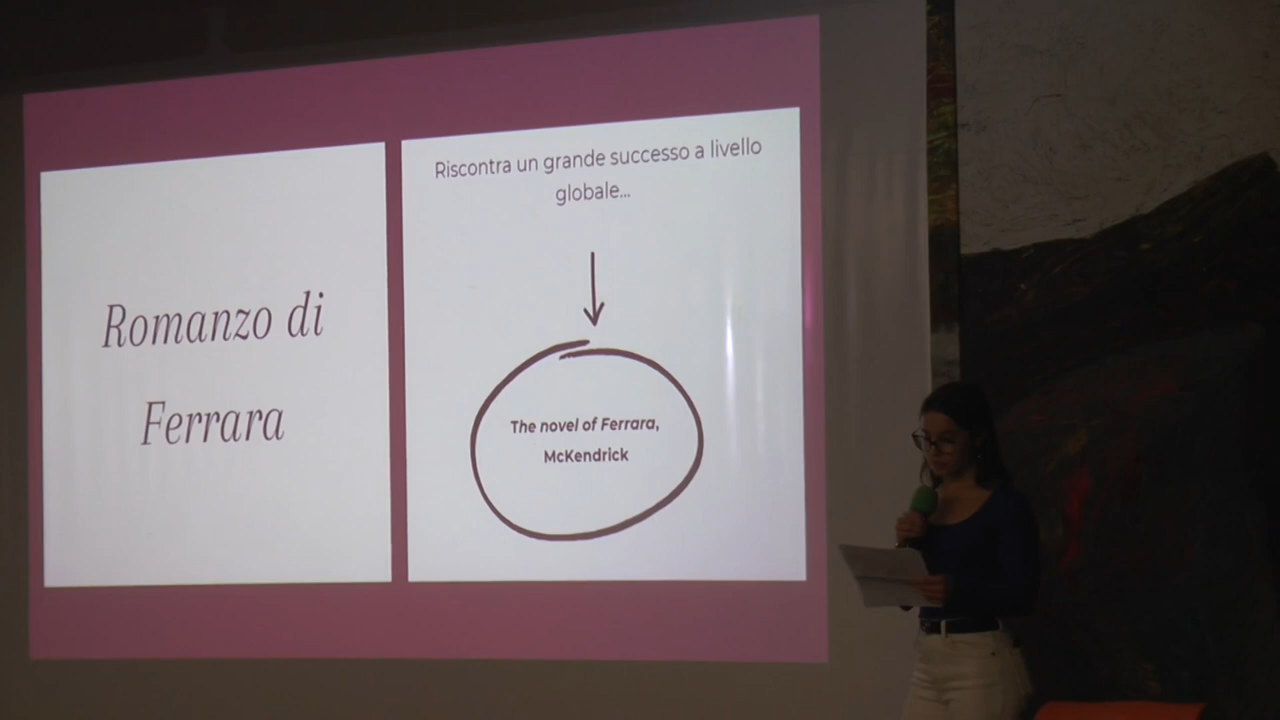 Romanzo di
Ferrara
Riscontra un grande successo a livello
globale...
The novel of Ferrara,
McKendrick